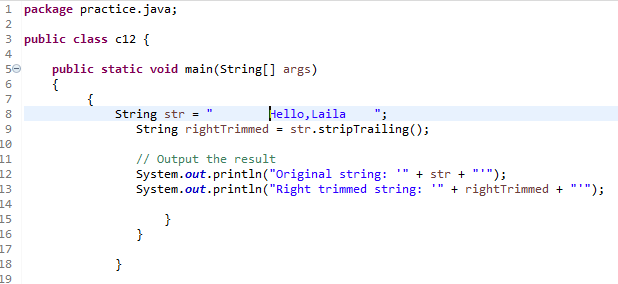 1 package practice.java;
2
3 public class c12 {
4
5 public static void main(String[] args)
6 {
7 {
8 String str = "        Hello,Laila    ";
9 String rightTrimmed = str.stripTrailing();
10
11 // Output the result
12 System.out.println("Original string: '" + str + "'");
13 System.out.println("Right trimmed string: '" + rightTrimmed + "'");
14
15 }
16 }
17
18 }
19